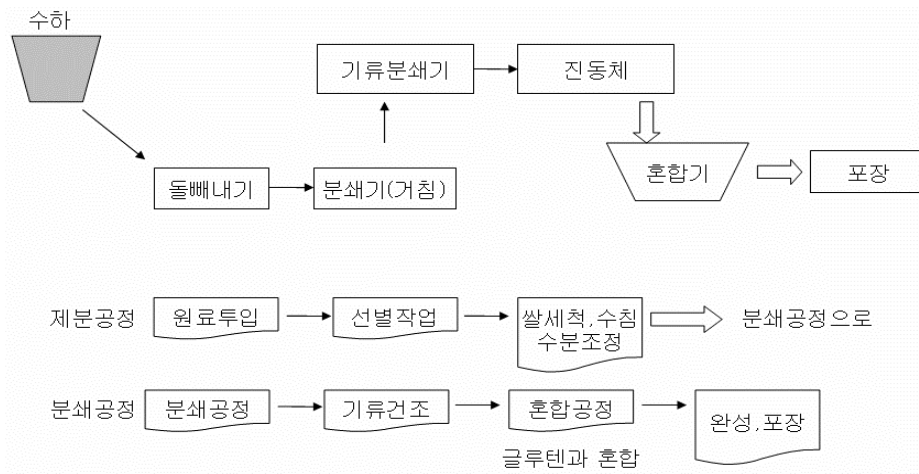 수하
기류분쇄기
진동체
돌빼내기
분쇄기(거침)
혼합기
포장
제분공정
원료투입
선별작업
쌀세척,수침
수분조정
분쇄공정으로
분쇄공정
분쇄공정
기류건조
혼합공정
완성,포장
글루텐과 혼합